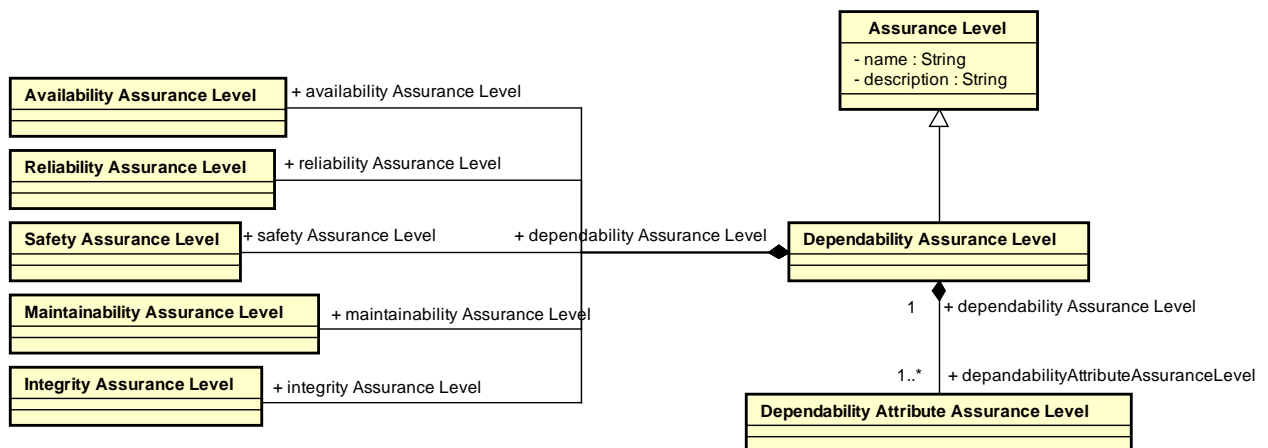 Assurance Level
- name : String
- description : String
Availability Assurance Level
+ availability Assurance Level
Reliability Assurance Level
+ reliability Assurance Level
Safety Assurance Level
+ safety Assurance Level
+ dependability Assurance Level
Dependability Assurance Level
Maintainability Assurance Level
+ maintainability Assurance Level
1
+ dependability Assurance Level
Integrity Assurance Level
+ integrity Assurance Level
1..*
+ depandabilityAttributeAssuranceLevel
Dependability Attribute Assurance Level